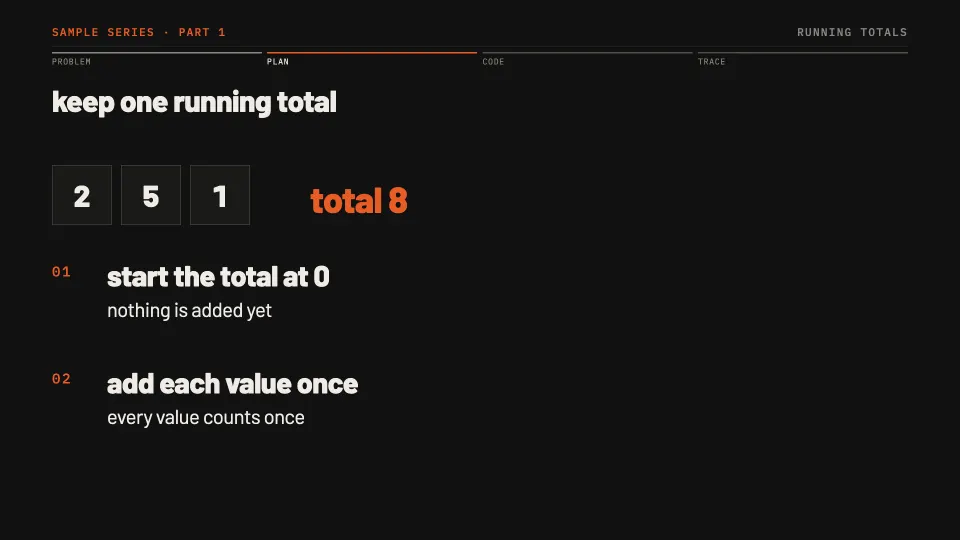 SAMPLE SERIES · PART 1
RUNNING TOTALS
PROBLEM
PLAN
CODE
TRACE
keep one running total
2 5 1
total 8
01
start the total at 0
nothing is added yet
02
add each value once
every value counts once